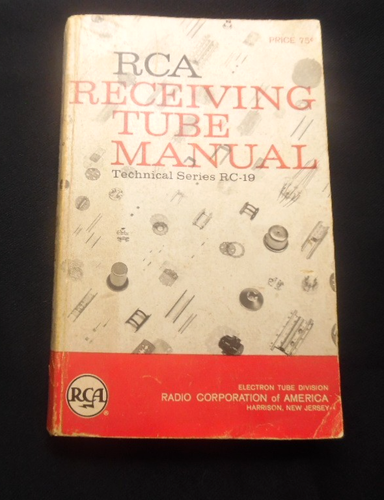 PRICE 75¢
RCA
RECEIVING
TUBE
MANUAL
Technical Series RC-19
RCA
®
ELECTRON TUBE DIVISION
RADIO CORPORATION of AMERICA
HARRISON, NEW JERSEY